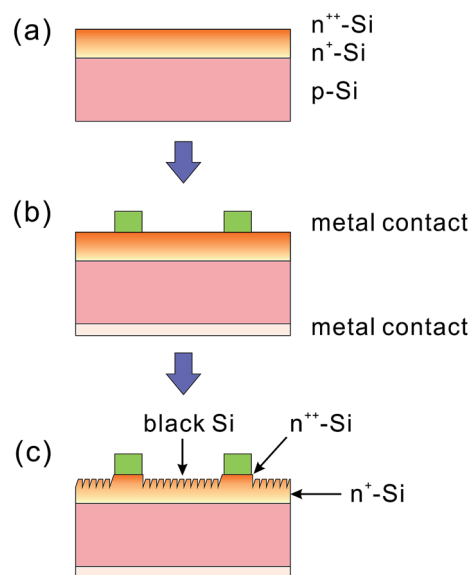 (a)
n⁺⁺-Si
n⁺-Si
p-Si
(b)
metal contact
metal contact
black Si
n⁺⁺-Si
(c)
n⁺-Si